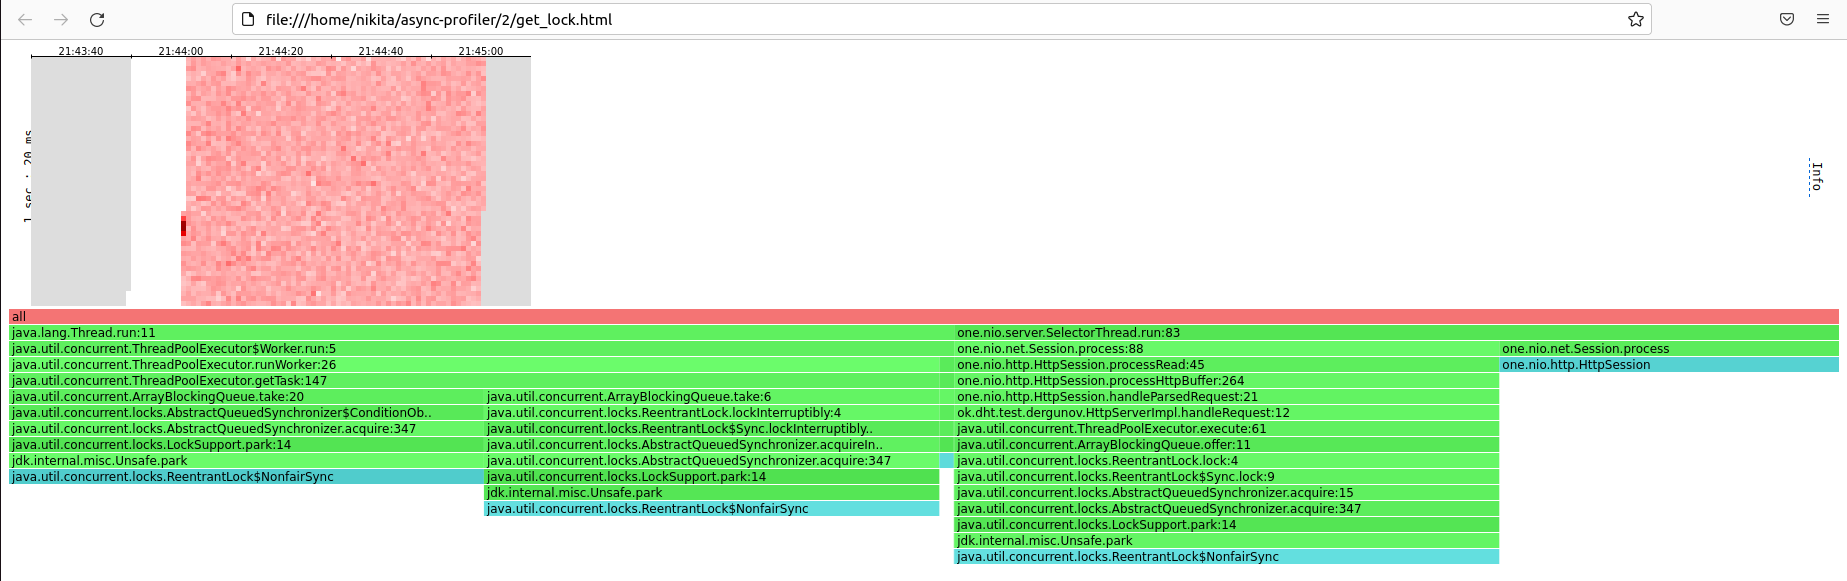 file:///home/nikita/async-profiler/2/get_lock.html
21:43:40 21:44:00 21:44:20 21:44:40 21:45:00
1 sec : 20 ms
Info
all
java.lang.Thread.run:11 one.nio.server.SelectorThread.run:83
java.util.concurrent.ThreadPoolExecutor$Worker.run:5 one.nio.net.Session.process:88 one.nio.net.Session.process
java.util.concurrent.ThreadPoolExecutor.runWorker:26 one.nio.http.HttpSession.processRead:45 one.nio.http.HttpSession
java.util.concurrent.ThreadPoolExecutor.getTask:147 one.nio.http.HttpSession.processHttpBuffer:264
java.util.concurrent.ArrayBlockingQueue.take:20 java.util.concurrent.ArrayBlockingQueue.take:6 one.nio.http.HttpSession.handleParsedRequest:21
java.util.concurrent.locks.AbstractQueuedSynchronizer$ConditionOb.. java.util.concurrent.locks.ReentrantLock.lockInterruptibly:4 ok.dht.test.dergunov.HttpServerImpl.handleRequest:12
java.util.concurrent.locks.AbstractQueuedSynchronizer.acquire:347 java.util.concurrent.locks.ReentrantLock$Sync.lockInterruptibly.. java.util.concurrent.ThreadPoolExecutor.execute:61
java.util.concurrent.locks.LockSupport.park:14 java.util.concurrent.locks.AbstractQueuedSynchronizer.acquireIn.. java.util.concurrent.ArrayBlockingQueue.offer:11
jdk.internal.misc.Unsafe.park java.util.concurrent.locks.AbstractQueuedSynchronizer.acquire:347 java.util.concurrent.locks.ReentrantLock.lock:4
java.util.concurrent.locks.ReentrantLock$NonfairSync java.util.concurrent.locks.LockSupport.park:14 java.util.concurrent.locks.ReentrantLock$Sync.lock:9
jdk.internal.misc.Unsafe.park java.util.concurrent.locks.AbstractQueuedSynchronizer.acquire:15
java.util.concurrent.locks.ReentrantLock$NonfairSync java.util.concurrent.locks.AbstractQueuedSynchronizer.acquire:347
java.util.concurrent.locks.LockSupport.park:14
jdk.internal.misc.Unsafe.park
java.util.concurrent.locks.ReentrantLock$NonfairSync